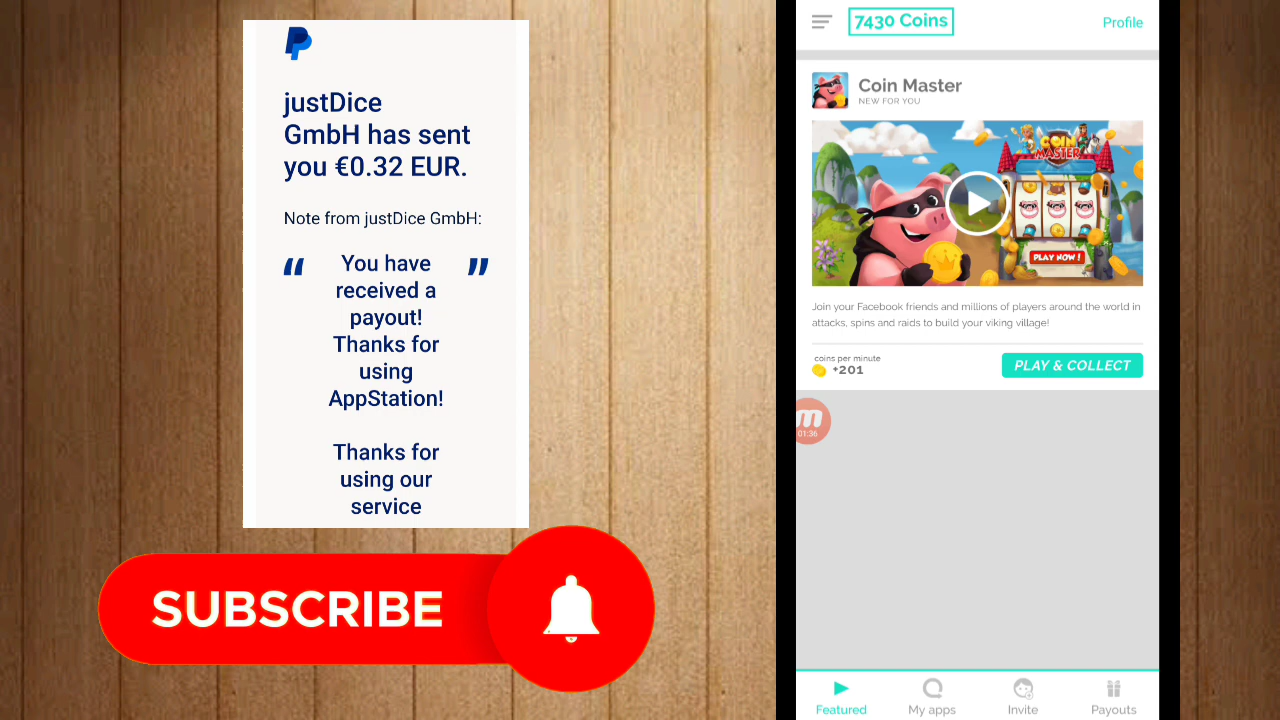 justDice
GmbH has sent
you €0.32 EUR.
Note from justDice GmbH:
“ You have ”
received a
payout!
Thanks for
using
AppStation!
Thanks for
using our
service
SUBSCRIBE
7430 Coins
Profile
Coin Master
NEW FOR YOU
COIN
MASTER
PLAY NOW !
Join your Facebook friends and millions of players around the world in
attacks, spins and raids to build your viking village!
coins per minute
+201
PLAY & COLLECT
01:36
Featured
My apps
Invite
Payouts